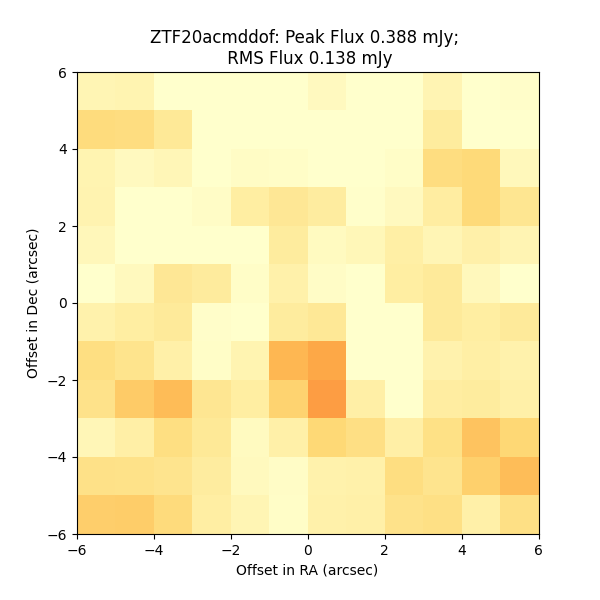 ZTF20acmddof: Peak Flux 0.388 mJy;
RMS Flux 0.138 mJy
6
4
2
0
−2
−4
−6
Offset in Dec (arcsec)
−6 −4 −2 0 2 4 6
Offset in RA (arcsec)